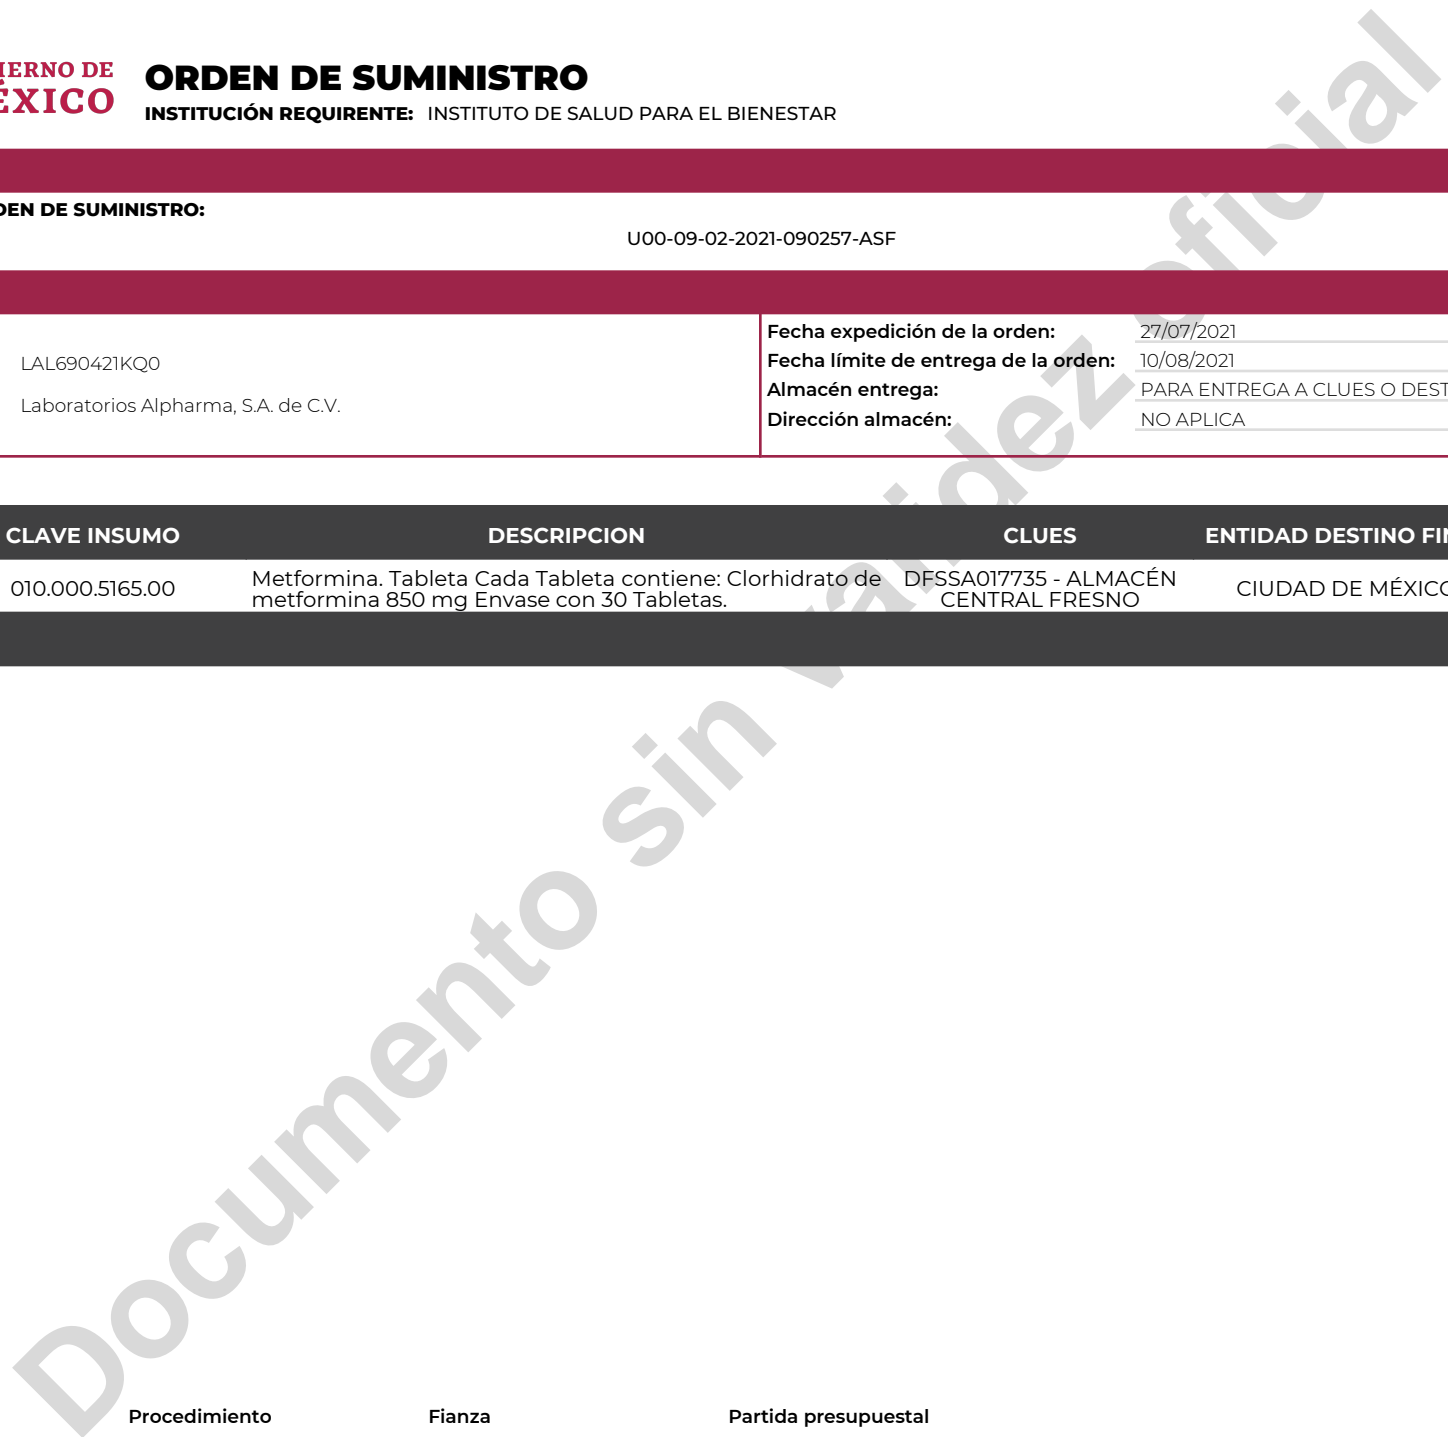 IERNO DE
ÉXICO
ORDEN DE SUMINISTRO
INSTITUCIÓN REQUIRENTE: INSTITUTO DE SALUD PARA EL BIENESTAR
DEN DE SUMINISTRO:
U00-09-02-2021-090257-ASF
LAL690421KQ0
Laboratorios Alpharma, S.A. de C.V.
Fecha expedición de la orden: 27/07/2021
Fecha límite de entrega de la orden: 10/08/2021
Almacén entrega: PARA ENTREGA A CLUES O DEST
Dirección almacén: NO APLICA
CLAVE INSUMO DESCRIPCION CLUES ENTIDAD DESTINO FIN
010.000.5165.00
Metformina. Tableta Cada Tableta contiene: Clorhidrato de
metformina 850 mg Envase con 30 Tabletas.
DFSSA017735 - ALMACÉN
CENTRAL FRESNO
CIUDAD DE MÉXICO
Documento sin validez oficial
Procedimiento Fianza Partida presupuestal